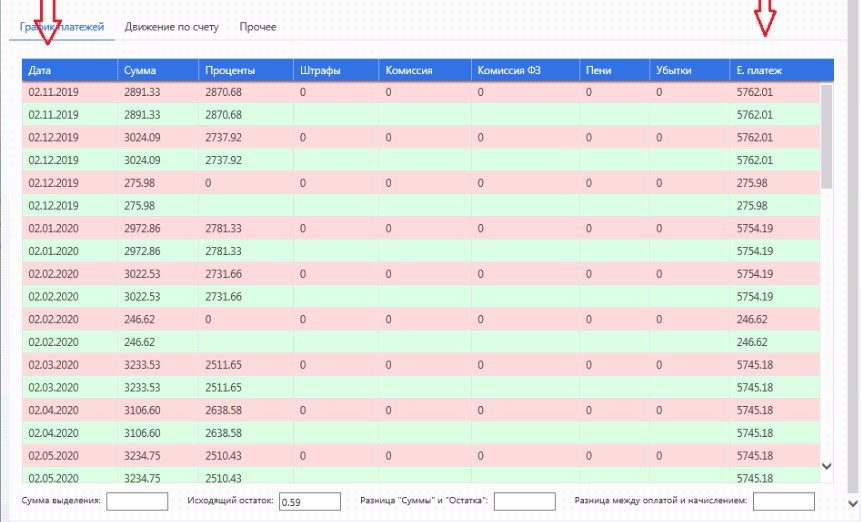 График платежей Движение по счету Прочее
Дата Сумма Проценты Штрафы Комиссия Комиссия ФЗ Пени Убытки Е. платеж
02.11.2019 2891.33 2870.68 0 0 0 0 0 5762.01
02.11.2019 2891.33 2870.68 5762.01
02.12.2019 3024.09 2737.92 0 0 0 0 0 5762.01
02.12.2019 3024.09 2737.92 5762.01
02.12.2019 275.98 0 0 0 0 0 0 275.98
02.12.2019 275.98 275.98
02.01.2020 2972.86 2781.33 0 0 0 0 0 5754.19
02.01.2020 2972.86 2781.33 5754.19
02.02.2020 3022.53 2731.66 0 0 0 0 0 5754.19
02.02.2020 3022.53 2731.66 5754.19
02.02.2020 246.62 0 0 0 0 0 0 246.62
02.02.2020 246.62 246.62
02.03.2020 3233.53 2511.65 0 0 0 0 0 5745.18
02.03.2020 3233.53 2511.65 5745.18
02.04.2020 3106.60 2638.58 0 0 0 0 0 5745.18
02.04.2020 3106.60 2638.58 5745.18
02.05.2020 3234.75 2510.43 0 0 0 0 0 5745.18
02.05.2020 3234.75 2510.43 5745.18
Сумма выделения: Исходящий остаток: 0.59 Разница "Суммы" и "Остатка": Разница между оплатой и начислением: